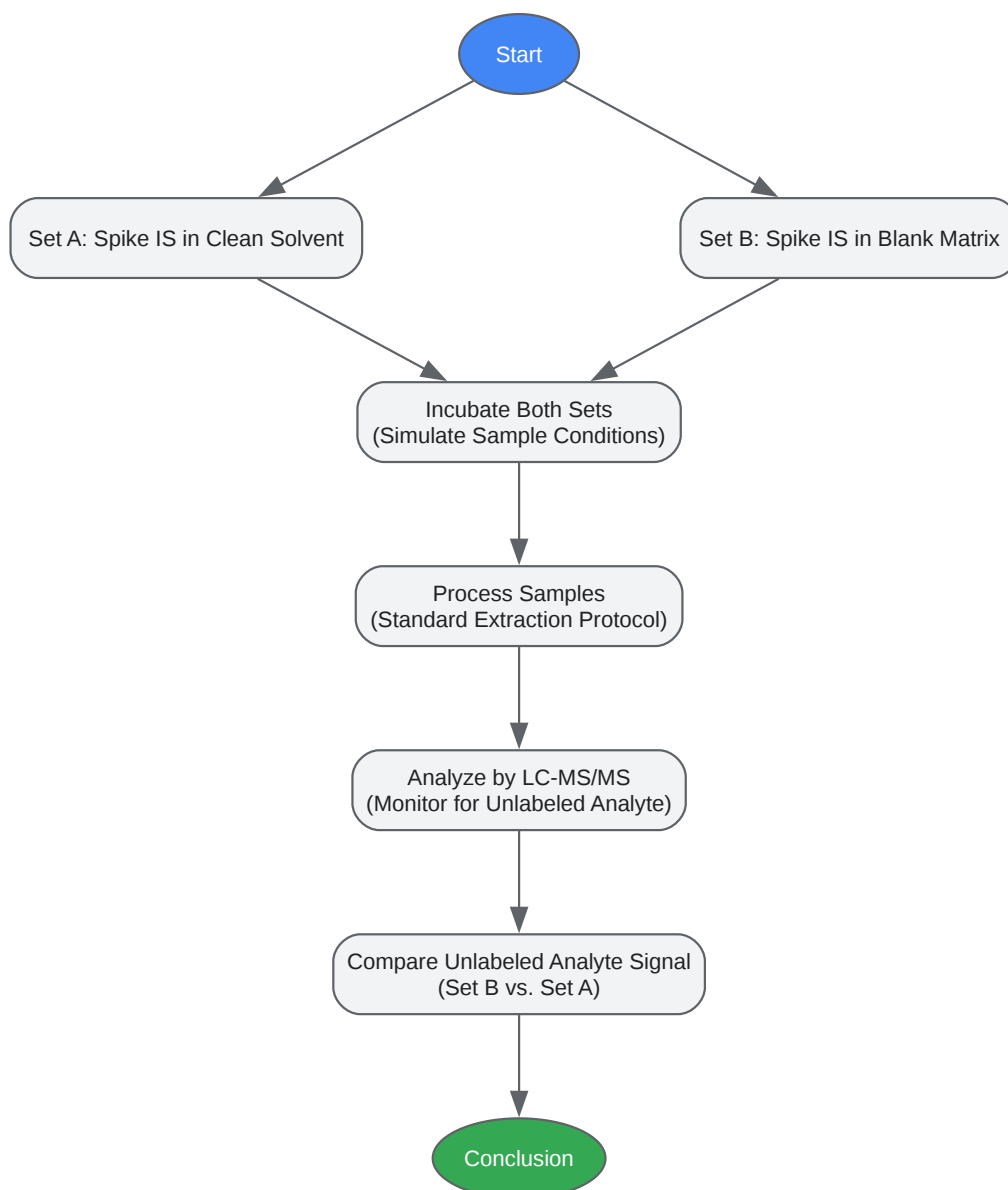 Start
Set A: Spike IS in Clean Solvent
Set B: Spike IS in Blank Matrix
Incubate Both Sets
(Simulate Sample Conditions)
Process Samples
(Standard Extraction Protocol)
Analyze by LC-MS/MS
(Monitor for Unlabeled Analyte)
Compare Unlabeled Analyte Signal
(Set B vs. Set A)
Conclusion